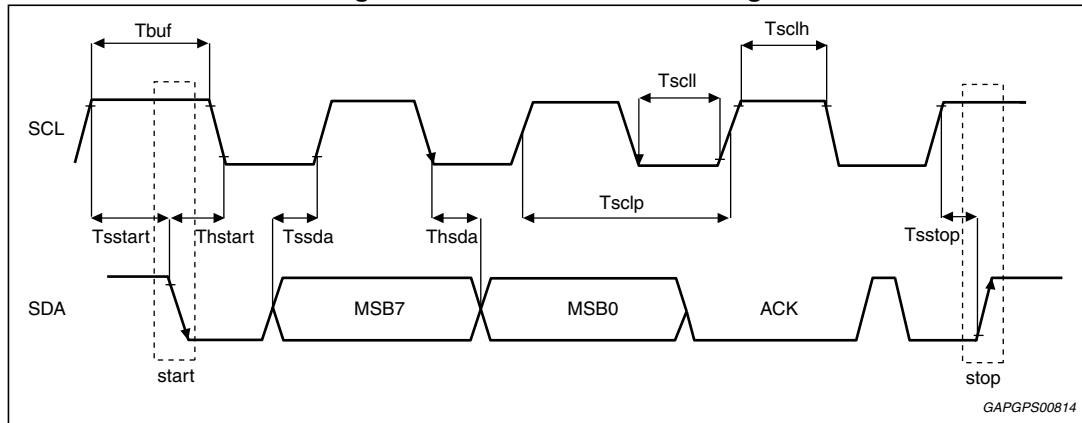 Tbuf
Tsclh
Tscll
SCL
Tsclp
Tsstart
Thstart
Tssda
Thsda
Tsstop
SDA
MSB7
MSB0
ACK
start
stop
GAPGPS00814